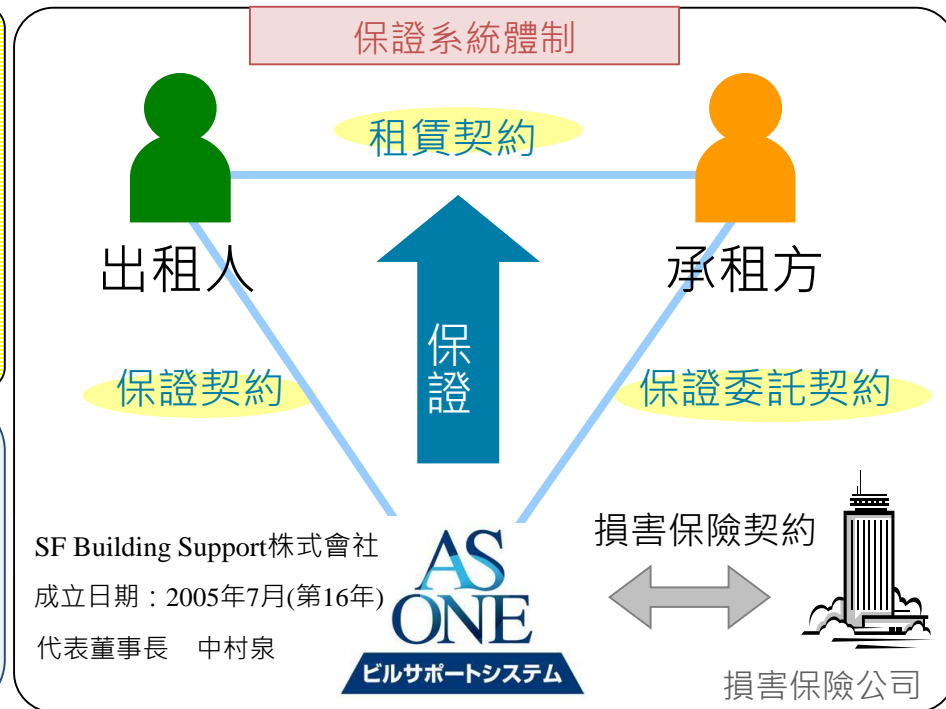 保證系統體制
租賃契約
出租人
承租方
保證
保證契約
保證委託契約
SF Building Support株式會社
成立日期：2005年7月(第16年)
代表董事長　中村泉
AS
ONE
ビルサポートシステム
損害保險契約
損害保險公司